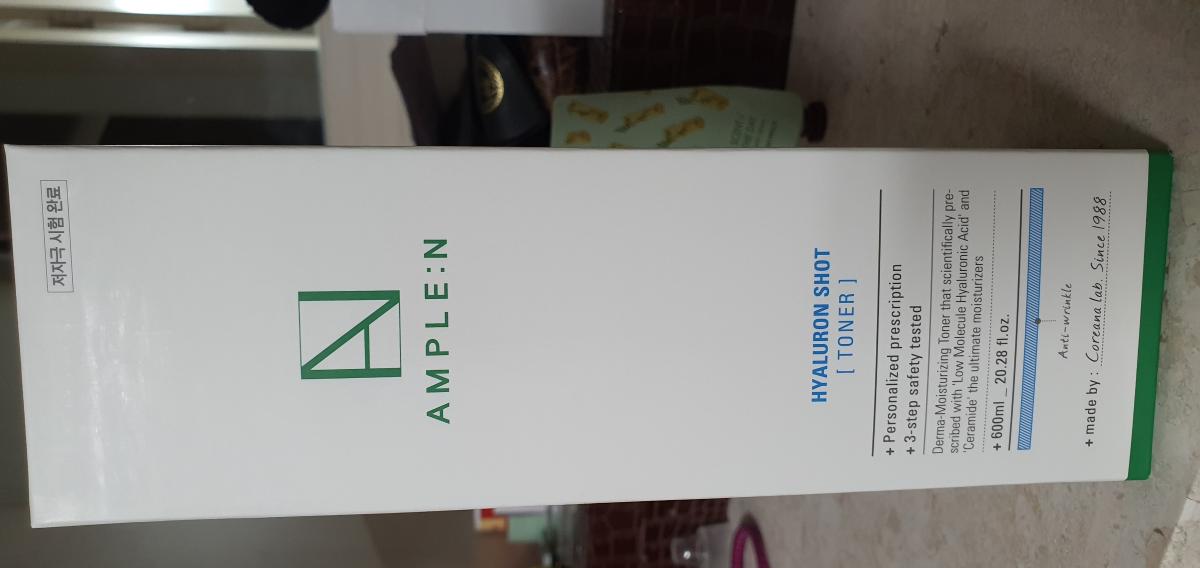 저자극 시험 완료
AMPLE:N
HYALURON SHOT
[ TONER ]
+ Personalized prescription
+ 3-step safety tested
Derma-Moisturizing Toner that scientifically pre-
scribed with 'Low Molecule Hyaluronic Acid' and
'Ceramide' the ultimate moisturizers
+ 600ml _ 20.28 fl.oz.
Anti-wrinkle
+ made by : Coreana lab. Since 1988